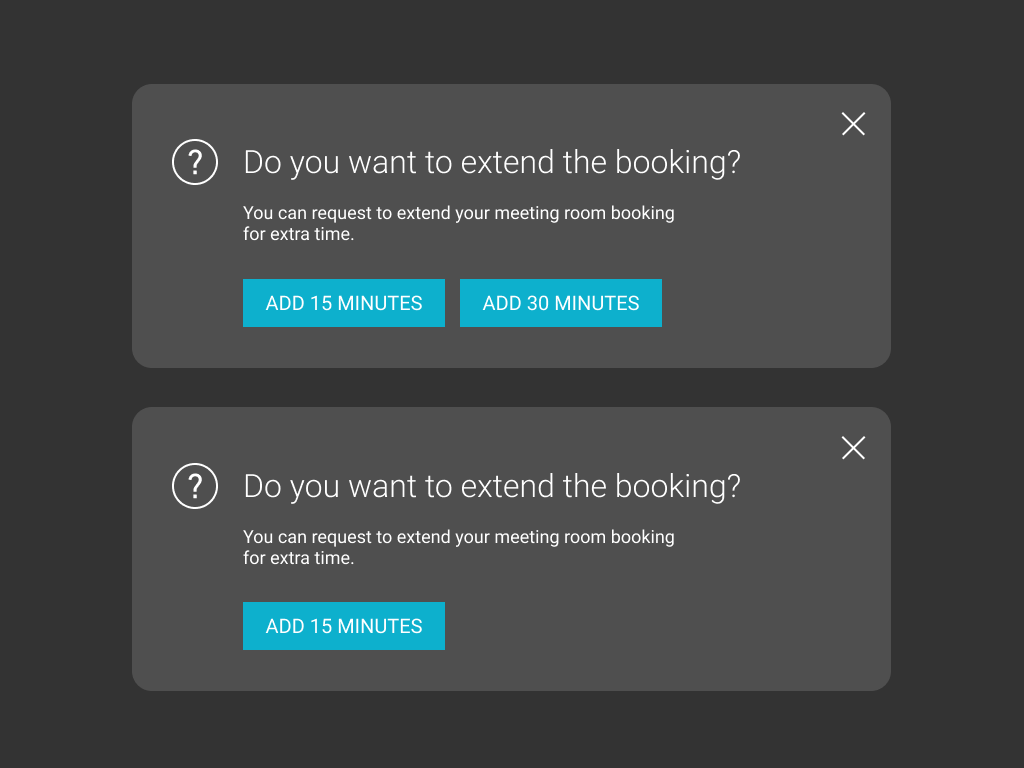 ? Do you want to extend the booking?
You can request to extend your meeting room booking
for extra time.
ADD 15 MINUTES ADD 30 MINUTES
? Do you want to extend the booking?
You can request to extend your meeting room booking
for extra time.
ADD 15 MINUTES